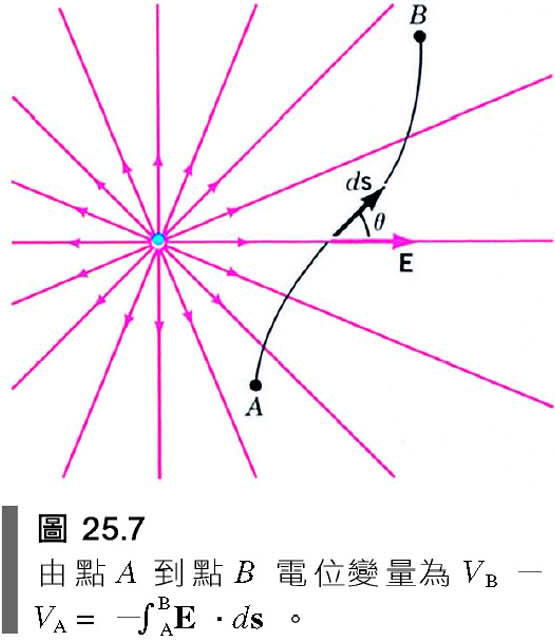 B
ds
θ
E
A
圖 25.7
由點 A 到點 B 電位變量為 V_B −
V_A = −∫_A^B E · ds 。